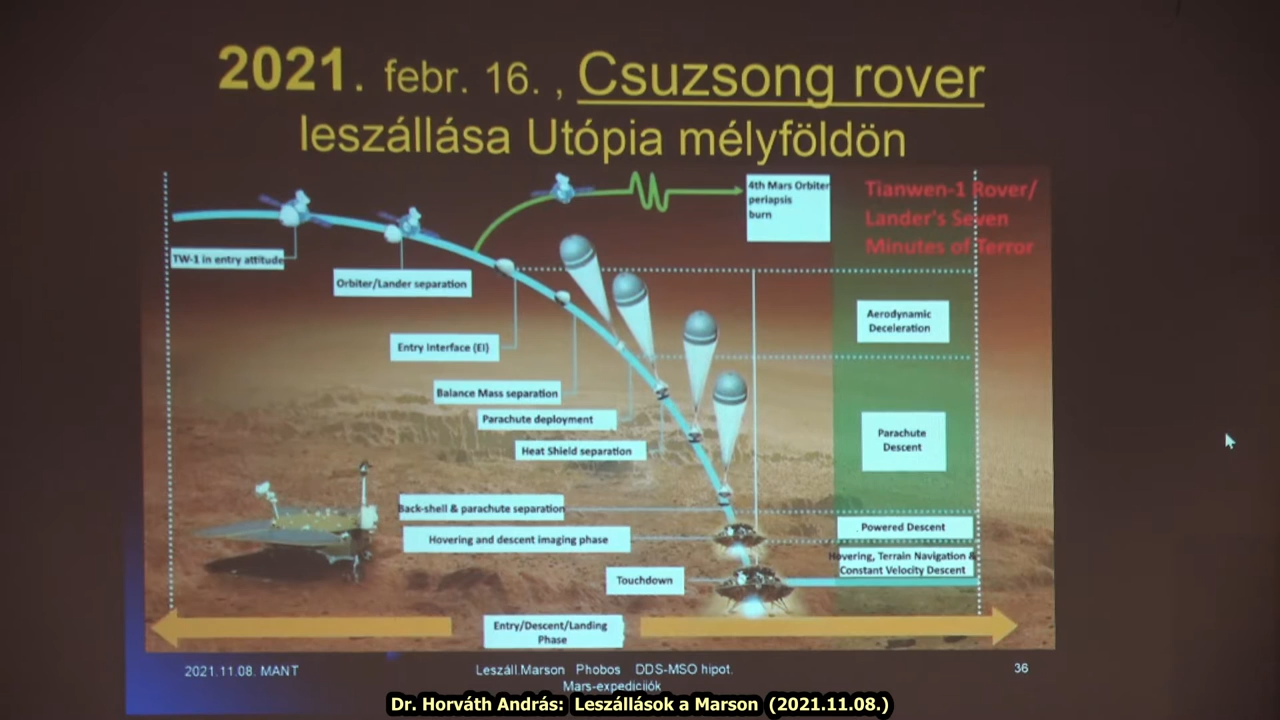 2021. febr. 16. , Csuzsong rover
leszállása Utópia mélyföldön
4th Mars Orbiter
periapsis
burn
Tianwen-1 Rover/
Lander's Seven
Minutes of Terror
TW-1 in entry attitude
Orbiter/Lander separation
Entry Interface (EI)
Balance Mass separation
Parachute deployment
Heat Shield separation
Back-shell & parachute separation
Hovering and descent imaging phase
Touchdown
Aerodynamic
Deceleration
Parachute
Descent
Powered Descent
Hovering, Terrain Navigation &
Constant Velocity Descent
Entry/Descent/Landing
Phase
2021.11.08. MANT
Leszáll.Marson Phobos DDS-MSO hipot.
Mars-expediciiók
36
Dr. Horváth András: Leszállások a Marson (2021.11.08.)